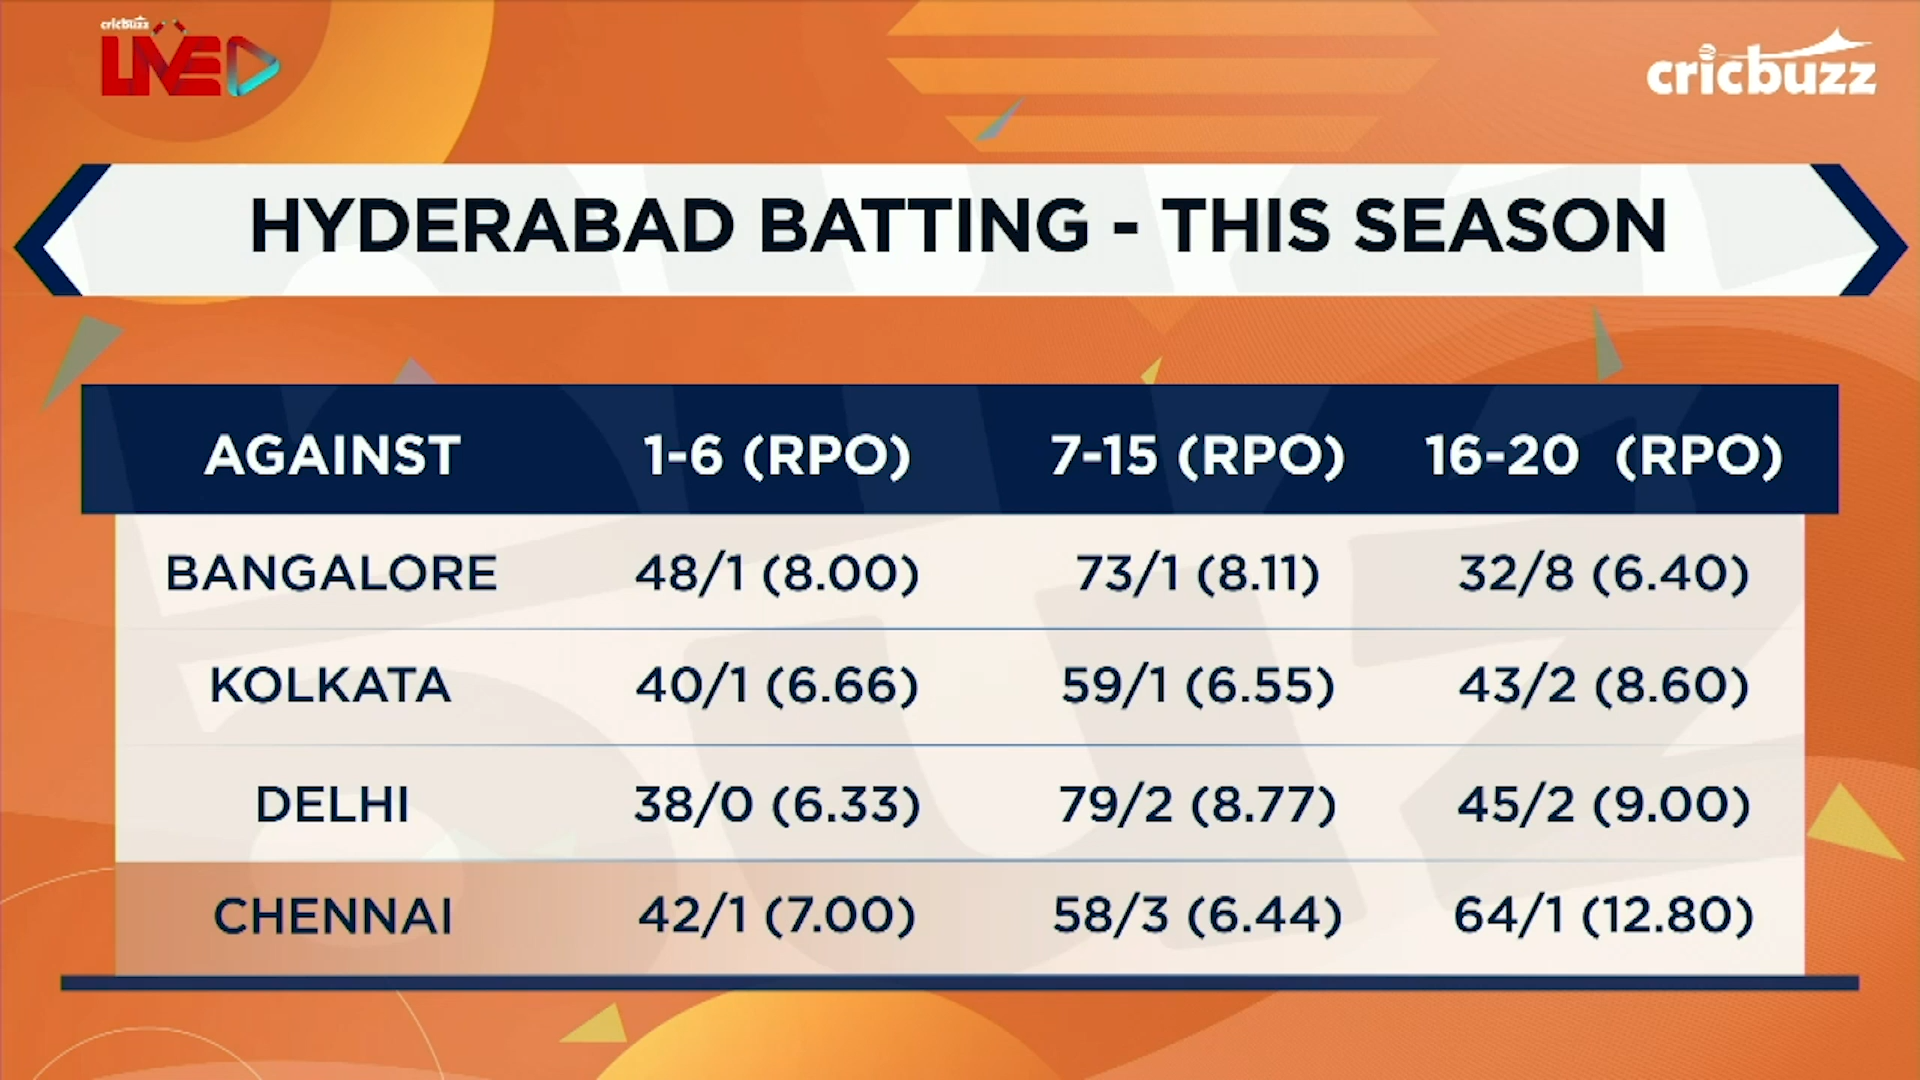 cricbuzz
LIVE
cricbuzz
HYDERABAD BATTING - THIS SEASON
AGAINST 1-6 (RPO) 7-15 (RPO) 16-20 (RPO)
BANGALORE 48/1 (8.00) 73/1 (8.11) 32/8 (6.40)
KOLKATA 40/1 (6.66) 59/1 (6.55) 43/2 (8.60)
DELHI 38/0 (6.33) 79/2 (8.77) 45/2 (9.00)
CHENNAI 42/1 (7.00) 58/3 (6.44) 64/1 (12.80)